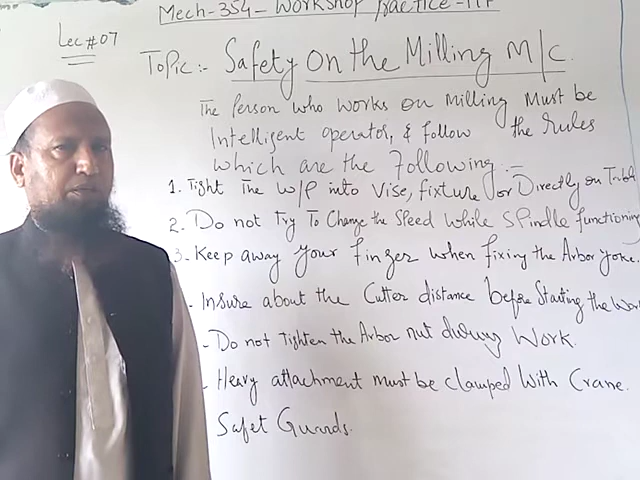 Mech-354- Workshop Practice-III
Lec#07
Topic:- Safety On the Milling M/C.
The Person who works on Milling Must be
Intelligent operator, & follow the rules
Which are the Following:-
1. Tight The W/P into Vise, fixture or Directly on Table
2. Do not Try To Change the Speed While Spindle functioning
3. Keep away your finger when fixing the Arbor yoke.
. Insure about the Cutter distance before Starting the Work
- Do not Tighten the Arbor nut during Work.
- Heavy attachment must be clamped With Crane.
Safet Guards.